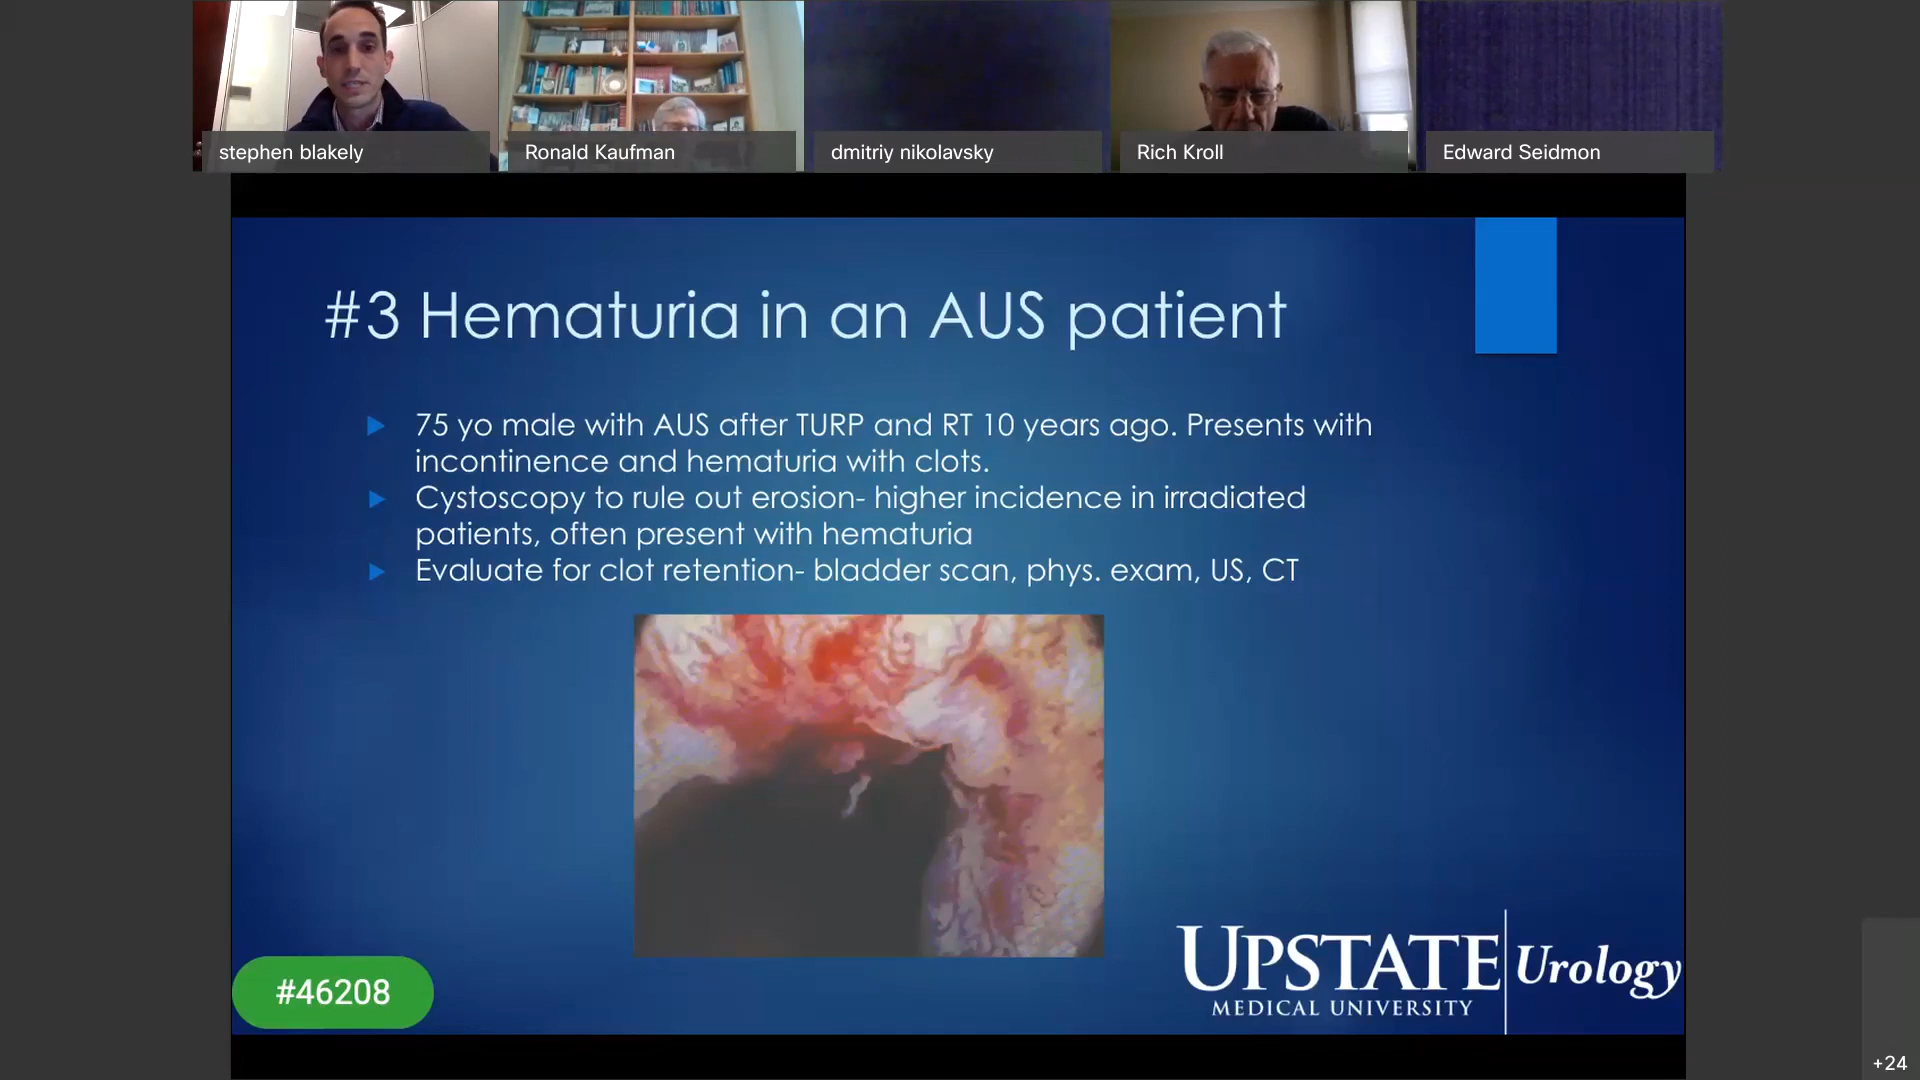 stephen blakely
Ronald Kaufman
dmitriy nikolavsky
Rich Kroll
Edward Seidmon
#3 Hematuria in an AUS patient
75 yo male with AUS after TURP and RT 10 years ago. Presents with
incontinence and hematuria with clots.
Cystoscopy to rule out erosion- higher incidence in irradiated
patients, often present with hematuria
Evaluate for clot retention- bladder scan, phys. exam, US, CT
#46208
UPSTATE
MEDICAL UNIVERSITY
Urology
+24